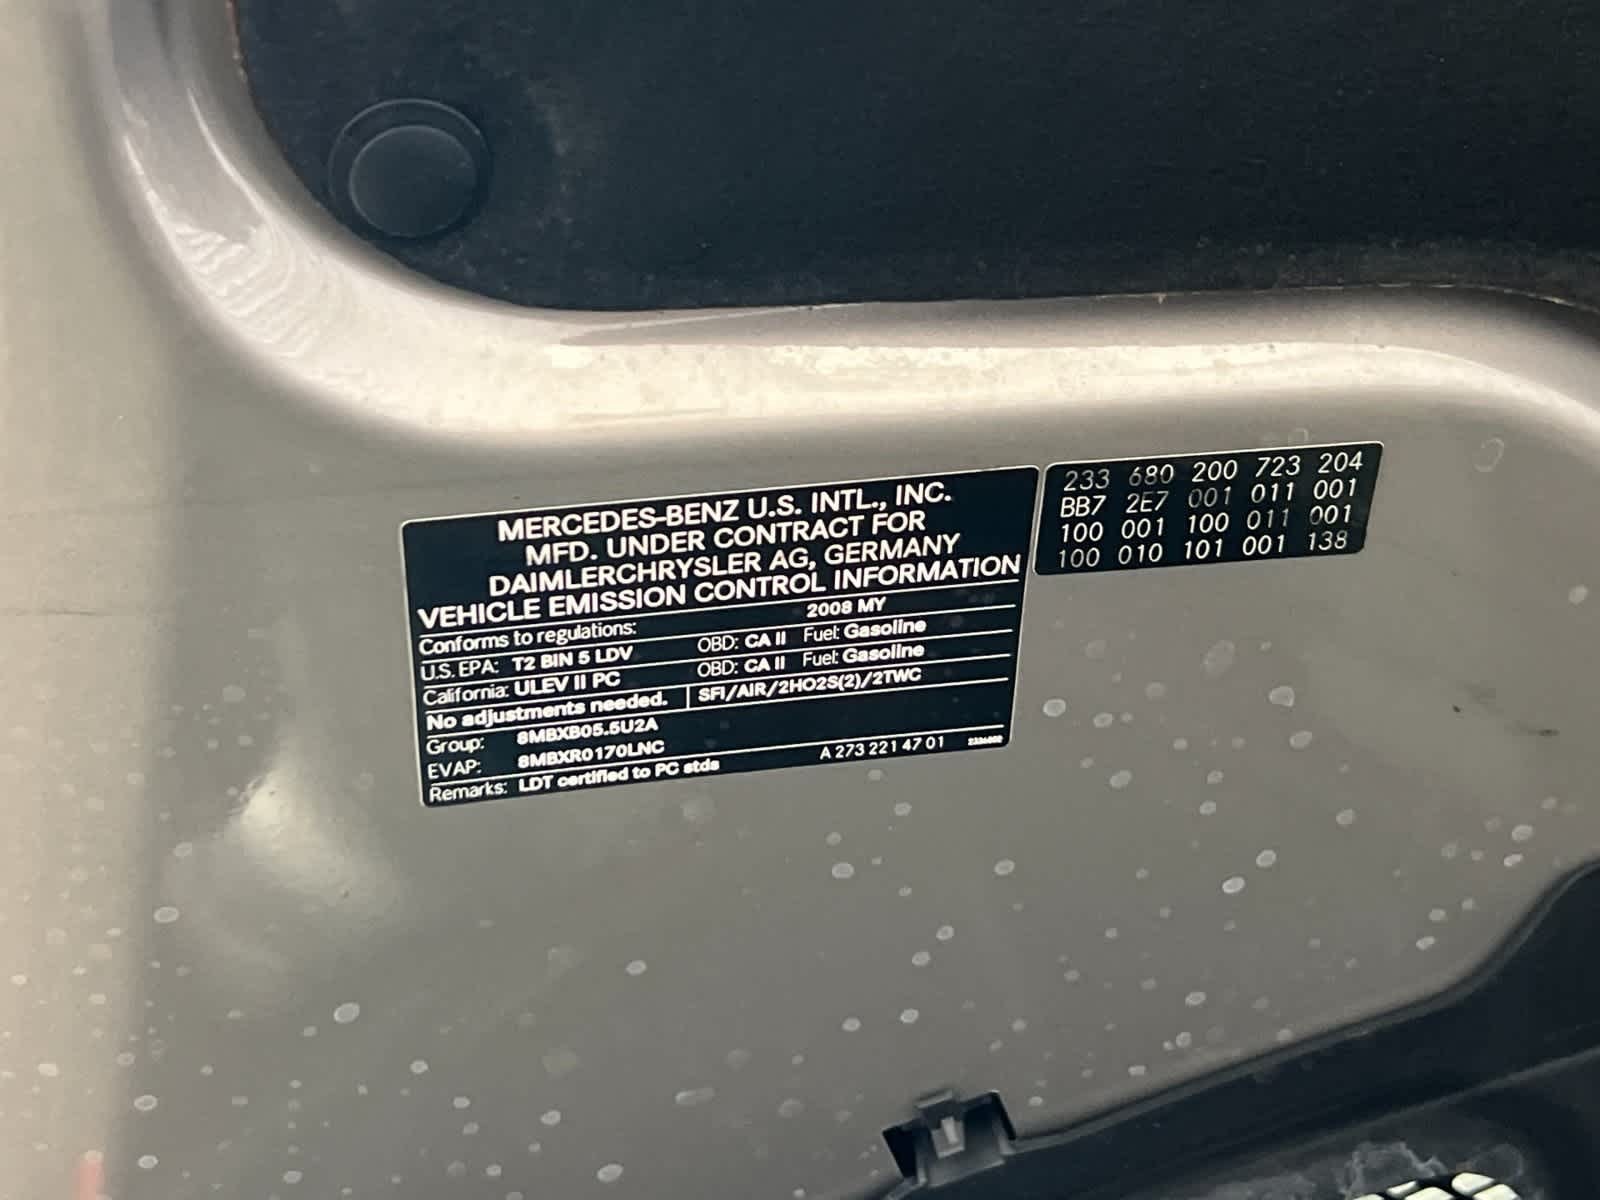 MERCEDES-BENZ U.S. INTL., INC.
MFD. UNDER CONTRACT FOR
DAIMLERCHRYSLER AG, GERMANY
VEHICLE EMISSION CONTROL INFORMATION
Conforms to regulations: 2008 MY
U.S. EPA: T2 BIN 5 LDV OBD: CA II Fuel: Gasoline
California: ULEV II PC OBD: CA II Fuel: Gasoline
No adjustments needed. SFI/AIR/2HO2S(2)/2TWC
Group: 8MBXB05.5U2A
EVAP: 8MBXR0170LNC
Remarks: LDT certified to PC stds A 273 221 47 01
233 680 200 723 204
BB7 2E7 001 011 001
100 001 100 011 001
100 010 101 001 138